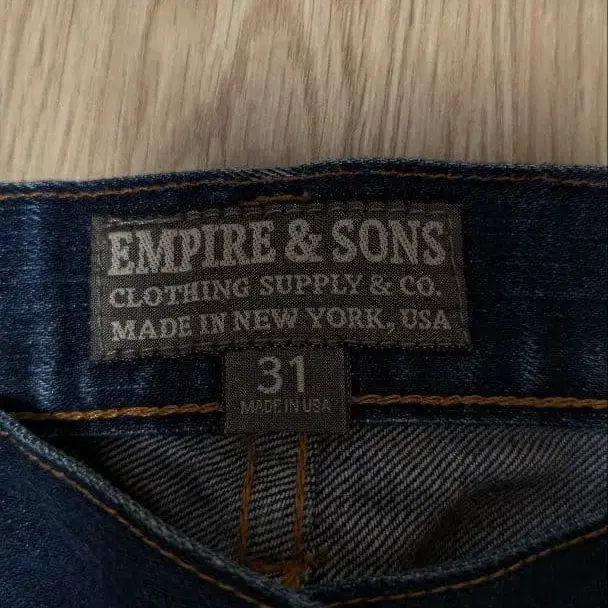 EMPIRE & SONS
CLOTHING SUPPLY & CO.
MADE IN NEW YORK, USA
31
MADE IN USA